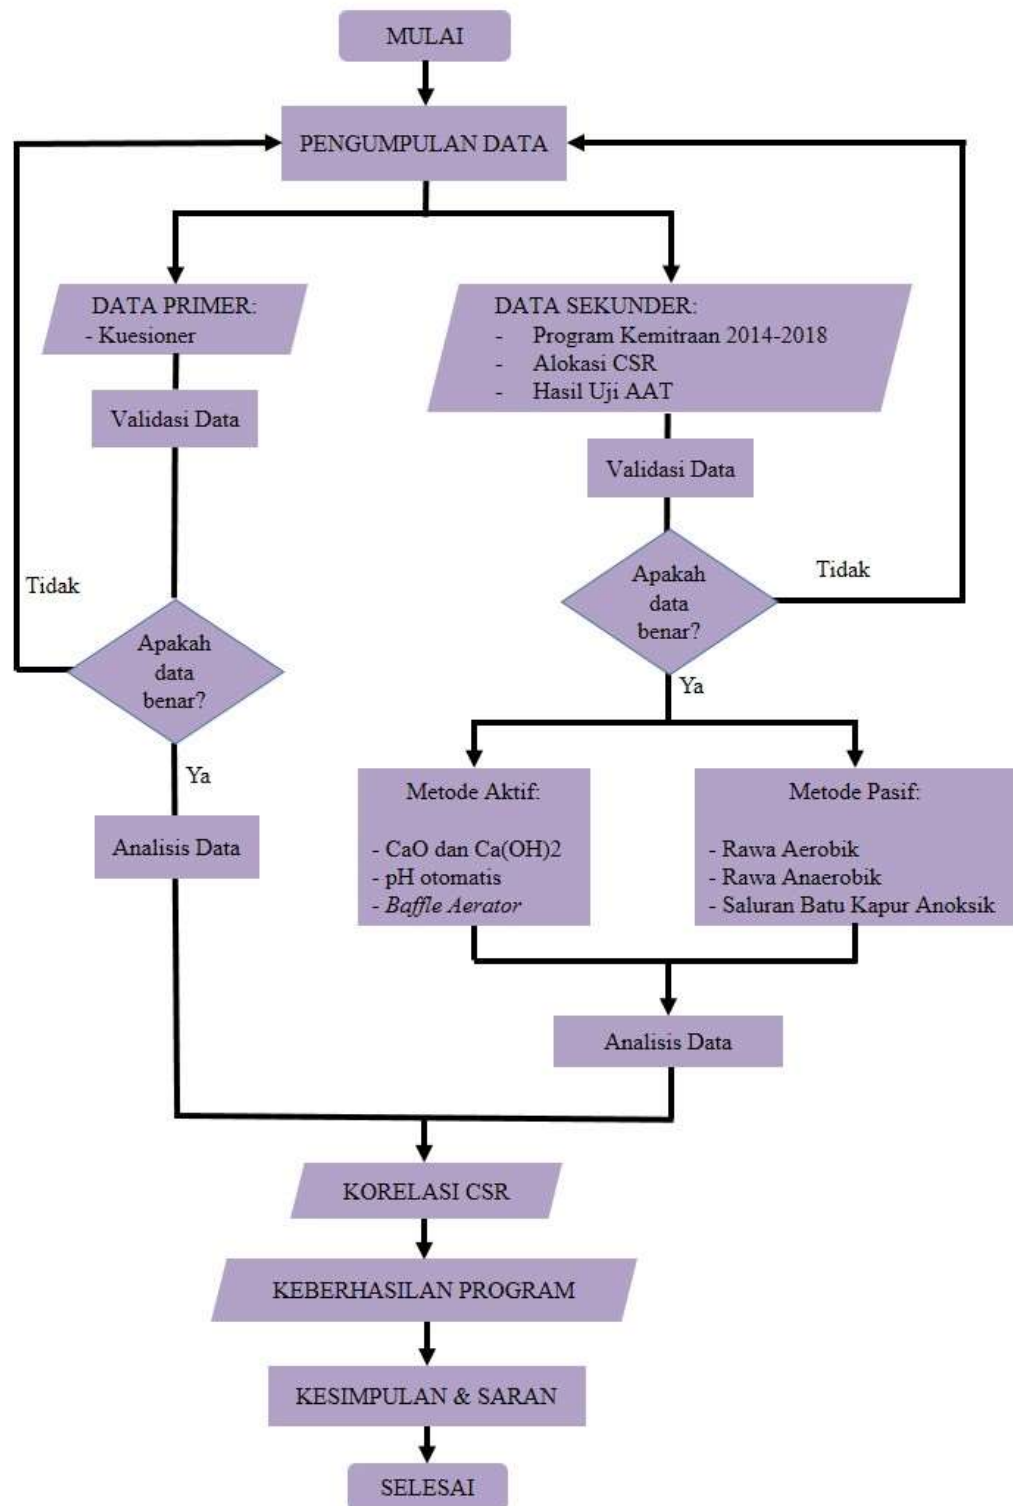 MULAI
PENGUMPULAN DATA
DATA PRIMER:
- Kuesioner
DATA SEKUNDER:
- Program Kemitraan 2014-2018
- Alokasi CSR
- Hasil Uji AAT
Validasi Data
Validasi Data
Tidak
Apakah
data
benar?
Tidak
Apakah
data
benar?
Ya
Ya
Metode Aktif:
- CaO dan Ca(OH)2
- pH otomatis
- Baffle Aerator
Metode Pasif:
- Rawa Aerobik
- Rawa Anaerobik
- Saluran Batu Kapur Anoksik
Analisis Data
Analisis Data
KORELASI CSR
KEBERHASILAN PROGRAM
KESIMPULAN & SARAN
SELESAI